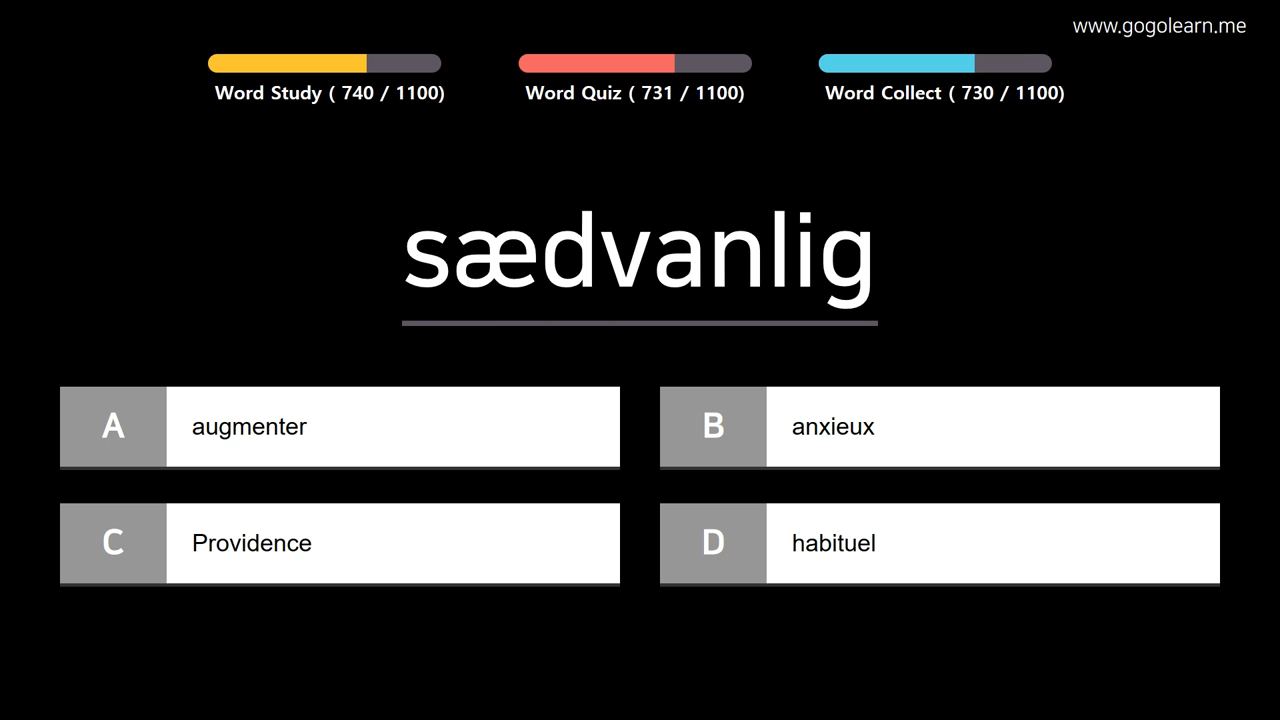 www.gogolearn.me
Word Study ( 740 / 1100)
Word Quiz ( 731 / 1100)
Word Collect ( 730 / 1100)
sædvanlig
A augmenter
B anxieux
C Providence
D habituel